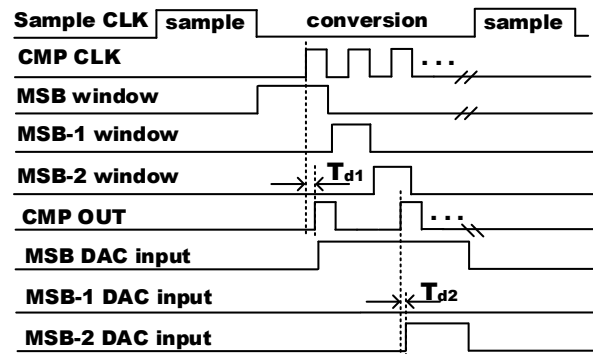 Sample CLK sample conversion sample
CMP CLK ...
MSB window
MSB-1 window
MSB-2 window Td1
CMP OUT ...
MSB DAC input
MSB-1 DAC input Td2
MSB-2 DAC input